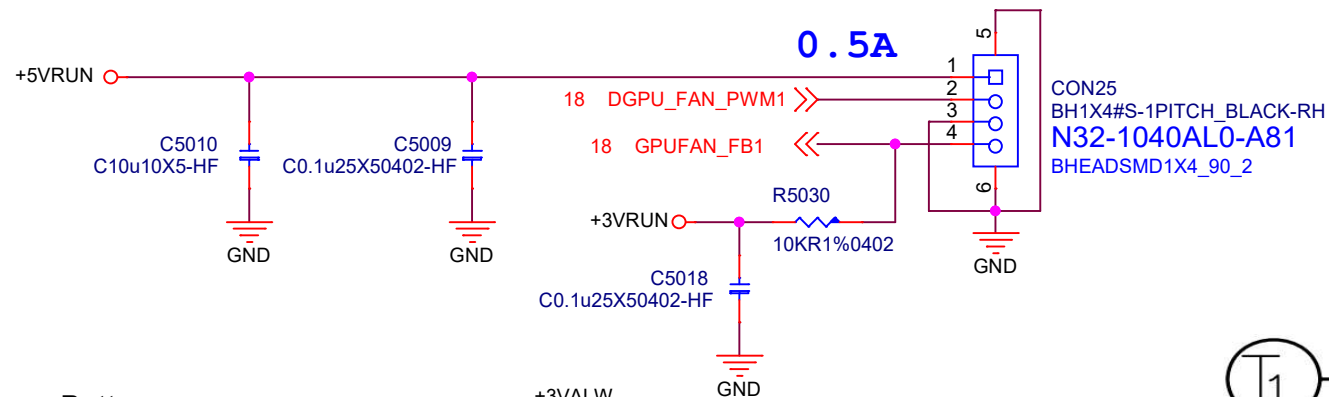 0.5A
+5VRUN
5
1
2
3
4
6
18 DGPU_FAN_PWM1
18 GPUFAN_FB1
CON25
BH1X4#S-1PITCH_BLACK-RH
N32-1040AL0-A81
BHEADSMD1X4_90_2
C5010
C10u10X5-HF
C5009
C0.1u25X50402-HF
GND
GND
R5030
+3VRUN
10KR1%0402
GND
C5018
C0.1u25X50402-HF
GND
+3VALW
T1